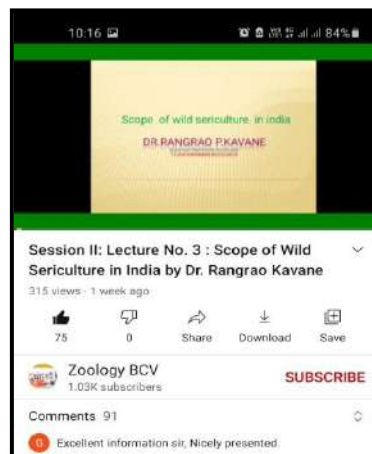 10:16 84%
Scope of wild sericulture in india
DR.RANGRAO P.KAVANE
Session II: Lecture No. 3 : Scope of Wild
Sericulture in India by Dr. Rangrao Kavane
315 views · 1 week ago
75 0 Share Download Save
Zoology BCV
1.03K subscribers
SUBSCRIBE
Comments 91
G Excellent information sir, Nicely presented.